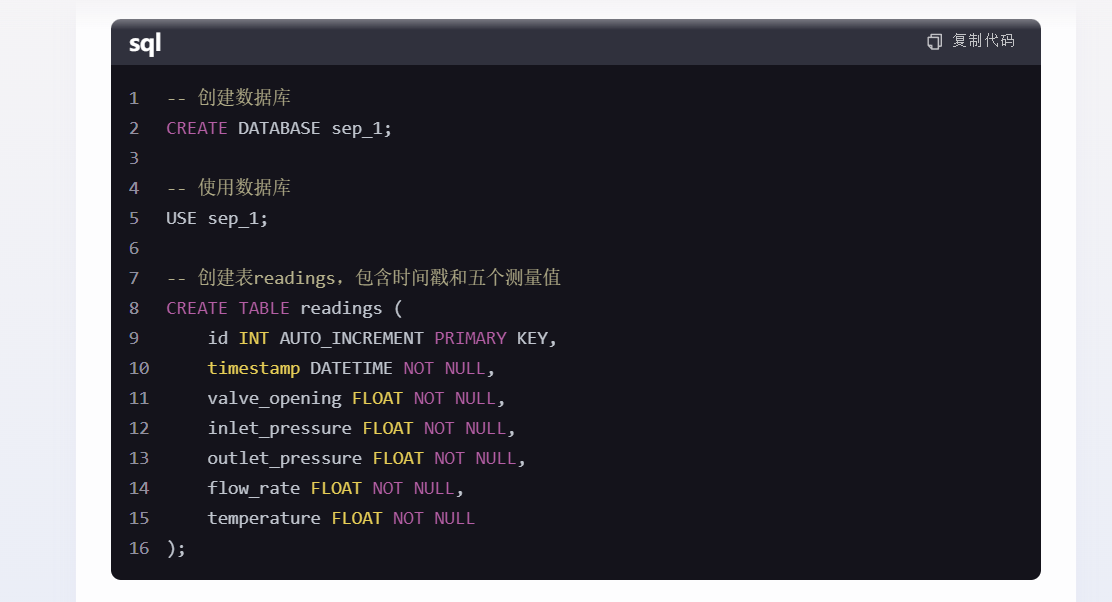 sql
复制代码
1 -- 创建数据库
2 CREATE DATABASE sep_1;
3
4 -- 使用数据库
5 USE sep_1;
6
7 -- 创建表readings，包含时间戳和五个测量值
8 CREATE TABLE readings (
9     id INT AUTO_INCREMENT PRIMARY KEY,
10     timestamp DATETIME NOT NULL,
11     valve_opening FLOAT NOT NULL,
12     inlet_pressure FLOAT NOT NULL,
13     outlet_pressure FLOAT NOT NULL,
14     flow_rate FLOAT NOT NULL,
15     temperature FLOAT NOT NULL
16 );